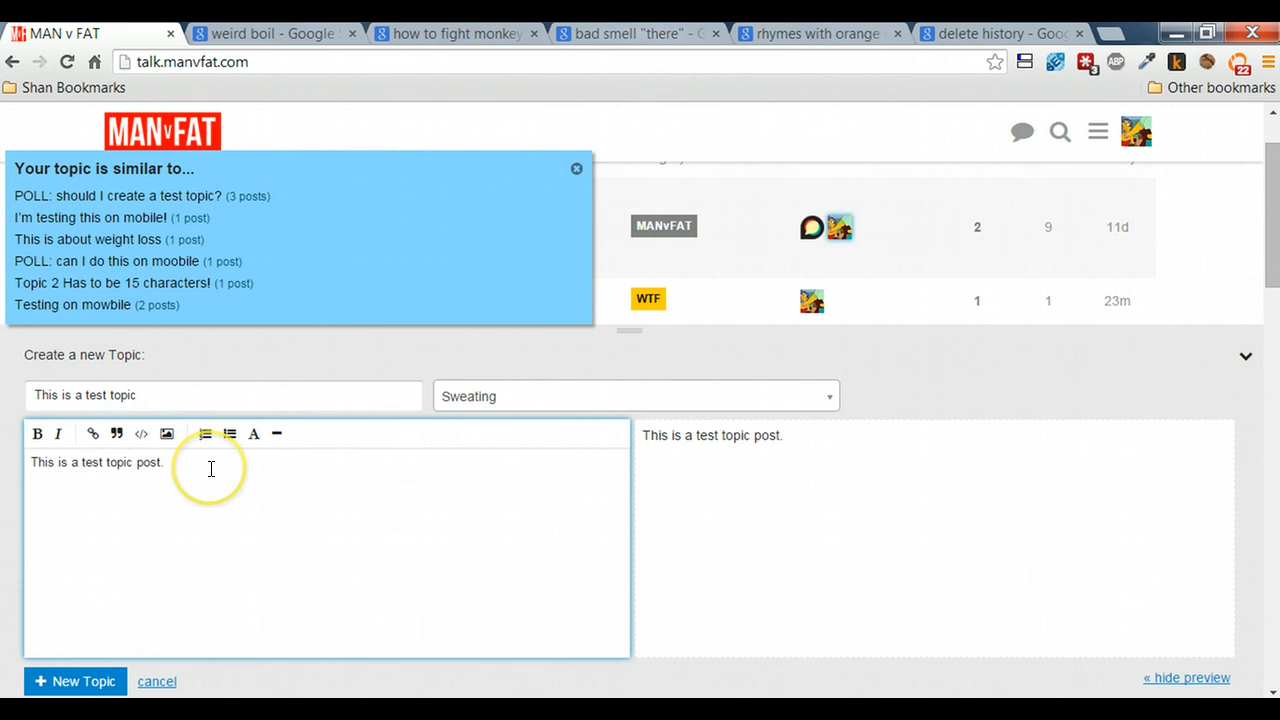 MAN v FAT
weird boil - Google S
how to fight monkey
bad smell "there" - G
rhymes with orange -
delete history - Goog
talk.manvfat.com
ABP
3
k
22
Shan Bookmarks
Other bookmarks
MANvFAT
Your topic is similar to...
POLL: should I create a test topic? (3 posts)
I'm testing this on mobile! (1 post)
This is about weight loss (1 post)
POLL: can I do this on moobile (1 post)
Topic 2 Has to be 15 characters! (1 post)
Testing on mowbile (2 posts)
MANvFAT 2 9 11d
WTF 1 1 23m
Create a new Topic:
This is a test topic
Sweating
B I A
This is a test topic post.
This is a test topic post.
+ New Topic
cancel
« hide preview